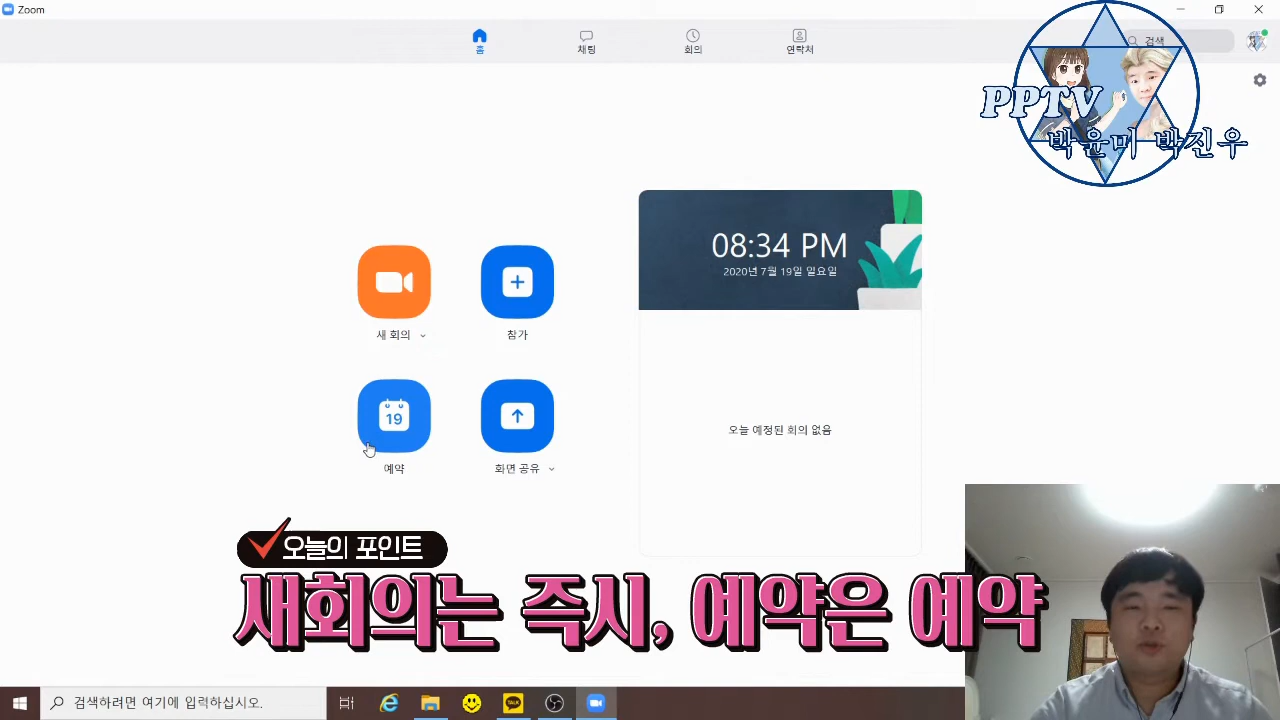 Zoom
홈
채팅
회의
연락처
검색
PPTV
박윤미 박진우
08:34 PM
2020년 7월 19일 일요일
새 회의
참가
19
예약
화면 공유
오늘 예정된 회의 없음
오늘의 포인트
새회의는 즉시, 예약은 예약
검색하려면 여기에 입력하십시오.
TALK